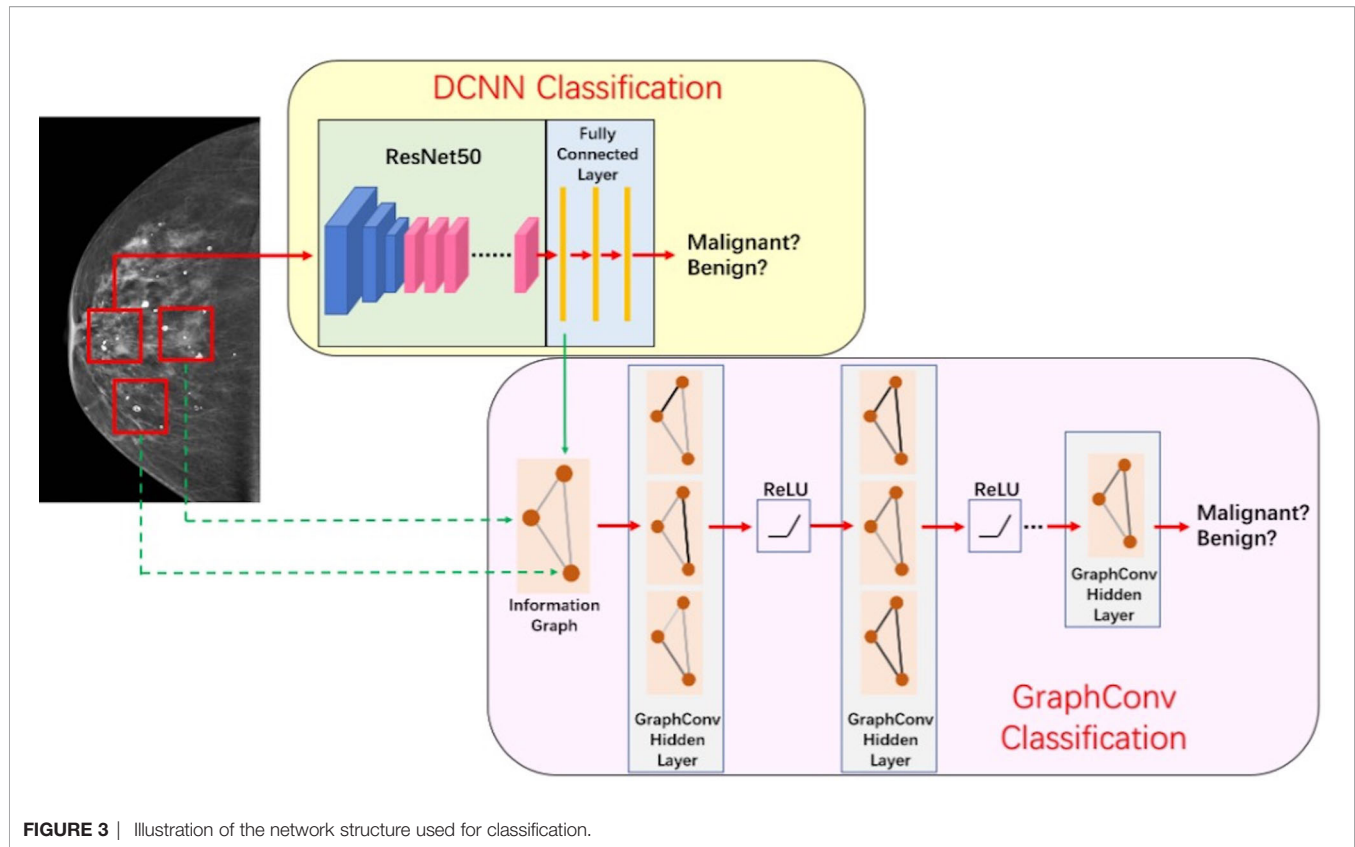 DCNN Classification
ResNet50
Fully
Connected
Layer
Malignant?
Benign?
Information
Graph
GraphConv
Hidden
Layer
ReLU
GraphConv
Hidden
Layer
ReLU
GraphConv
Hidden
Layer
Malignant?
Benign?
GraphConv
Classification
FIGURE 3 | Illustration of the network structure used for classification.